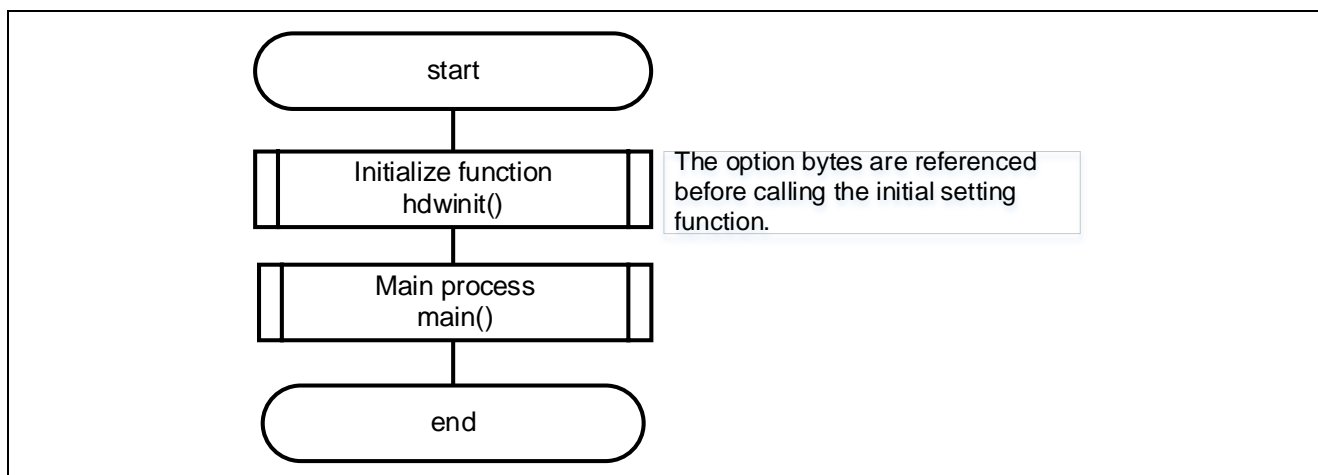 start
Initialize function
hdwinit()
The option bytes are referenced
before calling the initial setting
function.
Main process
main()
end